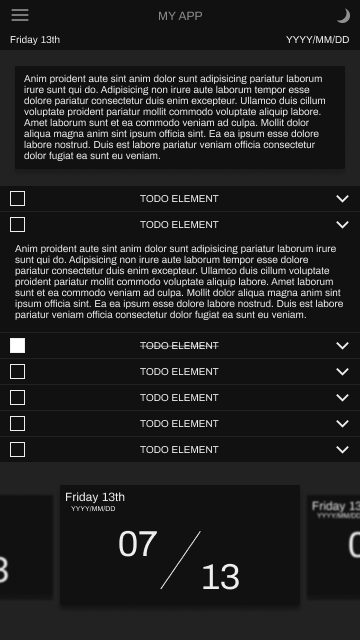 MY APP
Friday 13th YYYY/MM/DD
Anim proident aute sint anim dolor sunt adipisicing pariatur laborum
irure sunt qui do. Adipisicing non irure aute laborum tempor esse
dolore pariatur consectetur duis enim excepteur. Ullamco duis cillum
voluptate proident pariatur mollit commodo voluptate aliquip labore.
Amet laborum sunt et ea commodo veniam ad culpa. Mollit dolor
aliqua magna anim sint ipsum officia sint. Ea ea ipsum esse dolore
labore nostrud. Duis est labore pariatur veniam consectetur duis
dolor fugiat ea sunt eu veniam.
TODO ELEMENT
TODO ELEMENT
Anim proident aute sint anim dolor sunt adipisicing pariatur laborum irure
sunt qui do. Adipisicing non irure aute laborum tempor esse dolore
pariatur consectetur duis enim excepteur. Ullamco duis cillum voluptate
proident pariatur mollit commodo voluptate aliquip labore. Amet laborum
sunt et ea commodo veniam ad culpa. Mollit dolor aliqua magna anim sint
ipsum officia sint. Ea ea ipsum esse dolore labore nostrud. Duis est labore
pariatur veniam consectetur duis dolor fugiat ea sunt eu veniam.
TODO ELEMENT
TODO ELEMENT
TODO ELEMENT
TODO ELEMENT
TODO ELEMENT
Friday 13th
YYYY/MM/DD
07
13
Friday 13
YYYY/MM/DD